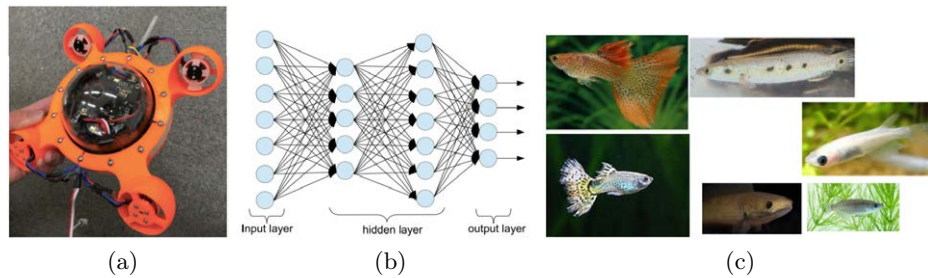 Input layer
hidden layer
output layer
(a)
(b)
(c)